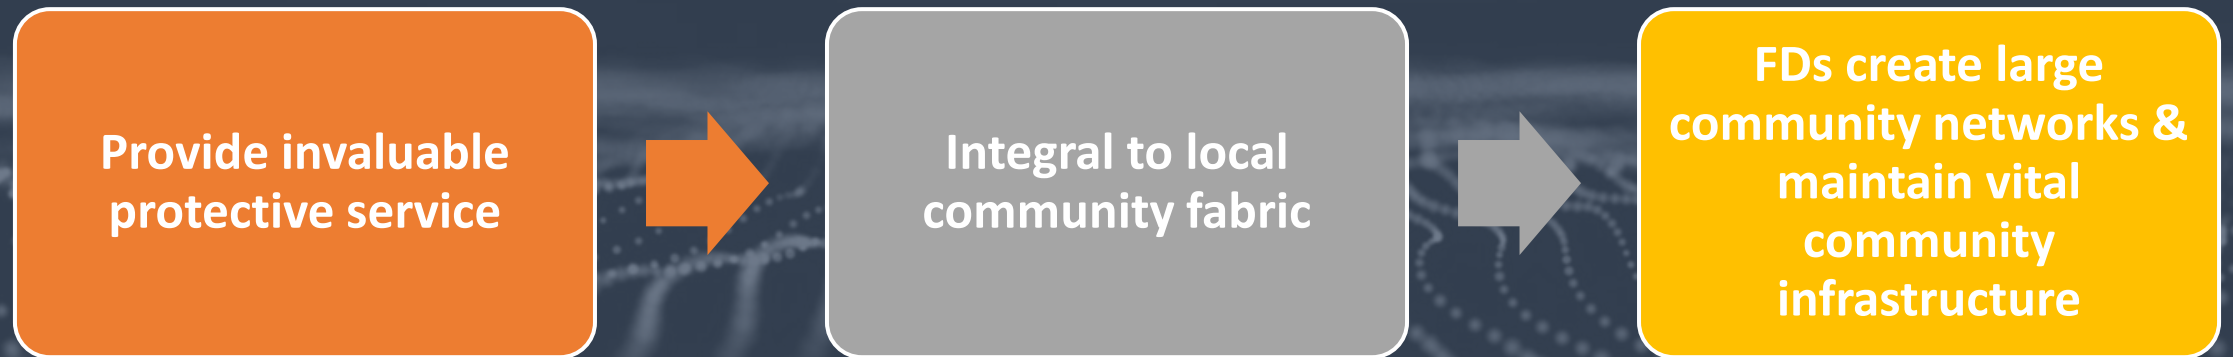 Provide invaluable
protective service
Integral to local
community fabric
FDs create large
community networks &
maintain vital
community
infrastructure